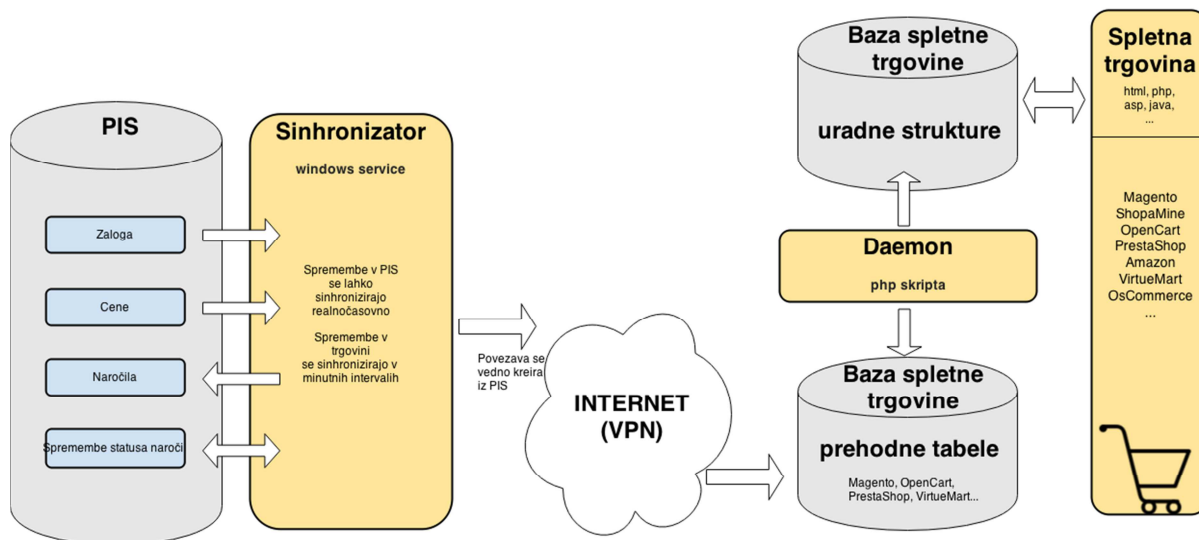 PIS
Zaloga
Cene
Naročila
Spremembe statusa naroči
Sinhronizator
windows service
Spremembe v PIS
se lahko
sinhronizirajo
realnočasovno
Spremembe v
trgovini
se sinhronizirajo v
minutnih intervalih
Povezava se
vedno kreira
iz PIS
INTERNET
(VPN)
Baza spletne
trgovine
uradne strukture
Daemon
php skripta
Baza spletne
trgovine
prehodne tabele
Magento, OpenCart,
PrestaShop, VirtueMart...
Spletna
trgovina
html, php,
asp, java,
...
Magento
ShopaMine
OpenCart
PrestaShop
Amazon
VirtueMart
OsCommerce
...